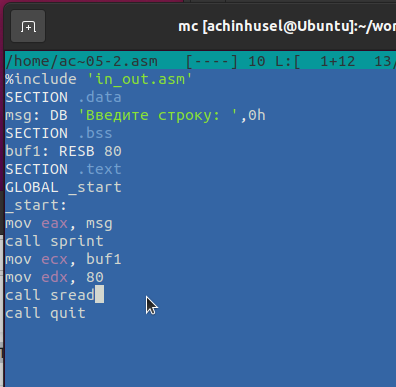 mc [achinhusel@Ubuntu]:~/wor
/home/ac~05-2.asm [----] 10 L:[ 1+12 13/
%include 'in_out.asm'
SECTION .data
msg: DB 'Введите строку: ',0h
SECTION .bss
buf1: RESB 80
SECTION .text
GLOBAL _start
_start:
mov eax, msg
call sprint
mov ecx, buf1
mov edx, 80
call sread
call quit